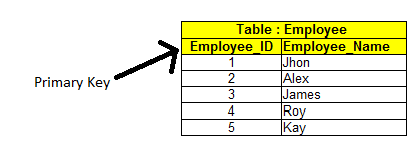 Table : Employee
Employee_ID Employee_Name
1 Jhon
2 Alex
3 James
4 Roy
5 Kay
Primary Key